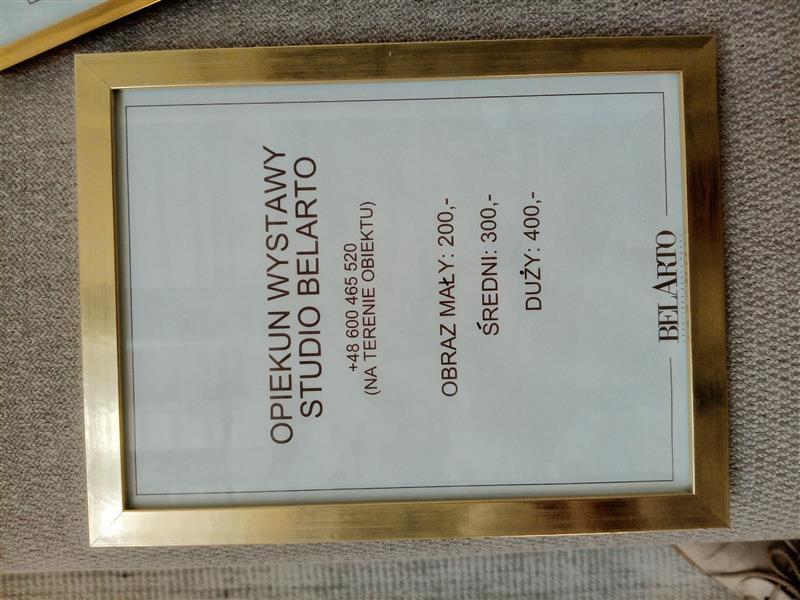 OPIEKUN WYSTAWY
STUDIO BELARTO
+48 600 465 520
(NA TERENIE OBIEKTU)
OBRAZ MAŁY: 200,-
ŚREDNI: 300,-
DUŻY: 400,-
BELARTO